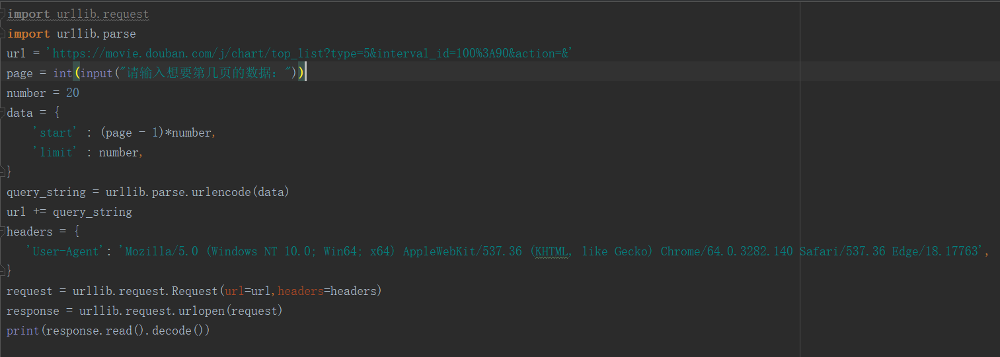 import urllib.request
import urllib.parse
url = 'https://movie.douban.com/j/chart/top_list?type=5&interval_id=100%3A90&action=&'
page = int(input("请输入想要第几页的数据："))
number = 20
data = {
    'start' : (page - 1)*number,
    'limit' : number,
}
query_string = urllib.parse.urlencode(data)
url += query_string
headers = {
   'User-Agent': 'Mozilla/5.0 (Windows NT 10.0; Win64; x64) AppleWebKit/537.36 (KHTML, like Gecko) Chrome/64.0.3282.140 Safari/537.36 Edge/18.17763',
}
request = urllib.request.Request(url=url,headers=headers)
response = urllib.request.urlopen(request)
print(response.read().decode())